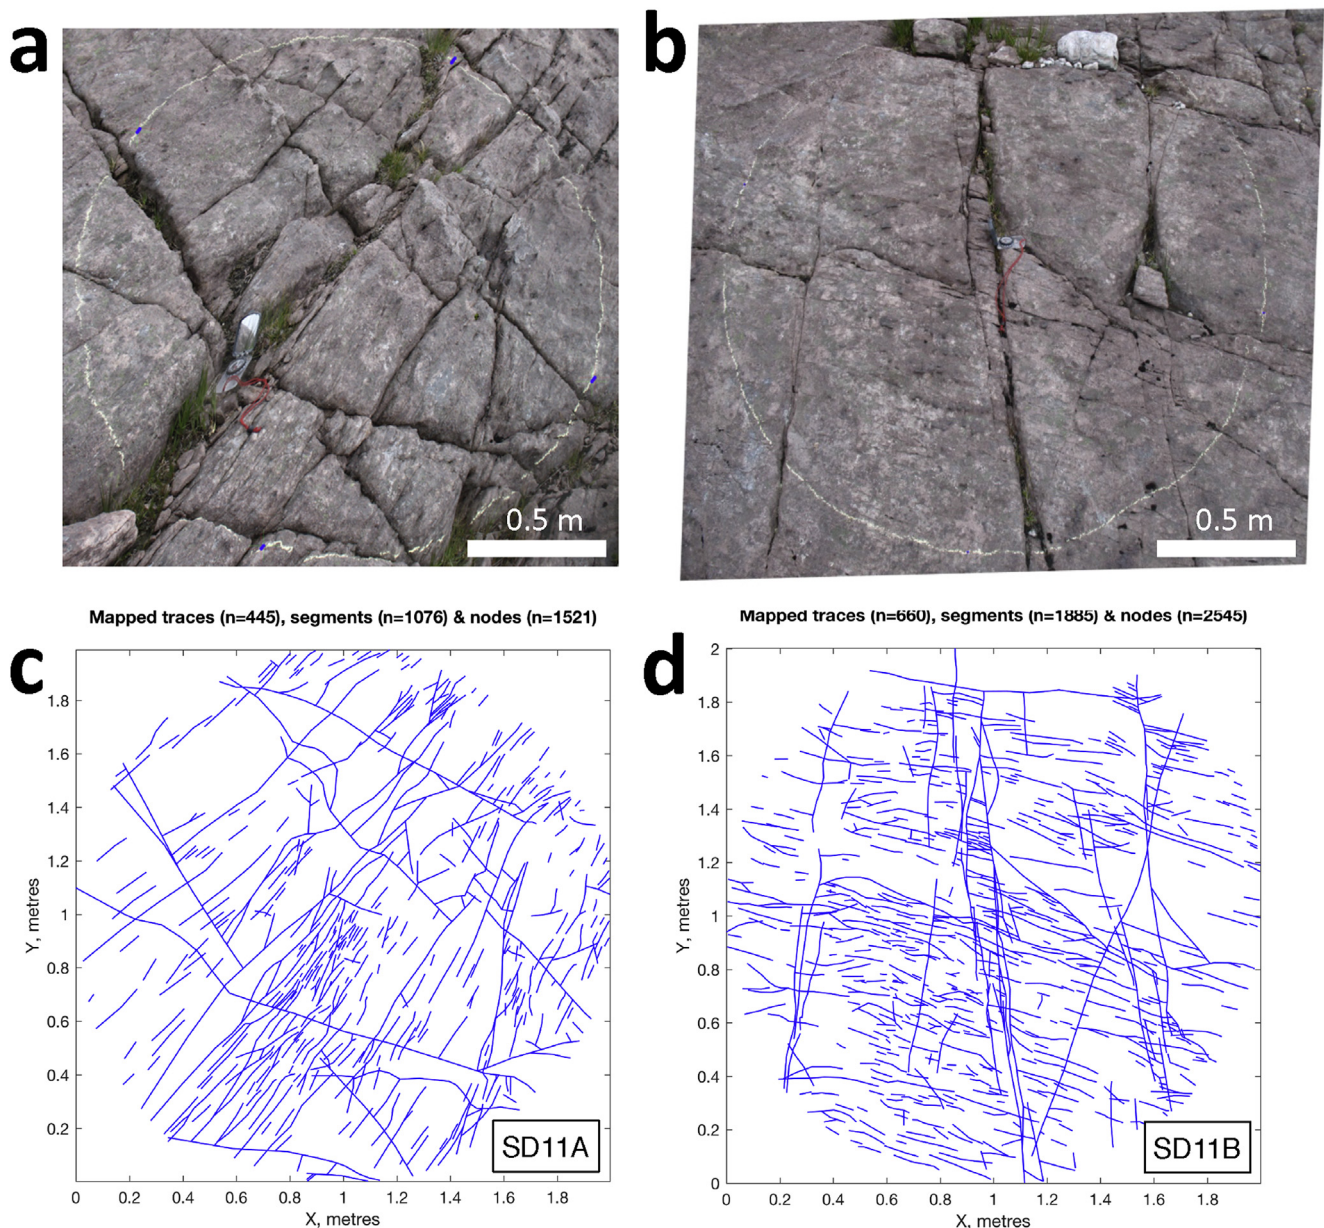 a
b
0.5 m
0.5 m
Mapped traces (n=445), segments (n=1076) & nodes (n=1521)
Mapped traces (n=660), segments (n=1885) & nodes (n=2545)
c
1.8
1.6
1.4
1.2
1
0.8
0.6
0.4
0.2
Y, metres
SD11A
0 0.2 0.4 0.6 0.8 1 1.2 1.4 1.6 1.8
X, metres
d
2
1.8
1.6
1.4
1.2
1
0.8
0.6
0.4
0.2
0
Y, metres
SD11B
0 0.2 0.4 0.6 0.8 1 1.2 1.4 1.6 1.8
X, metres